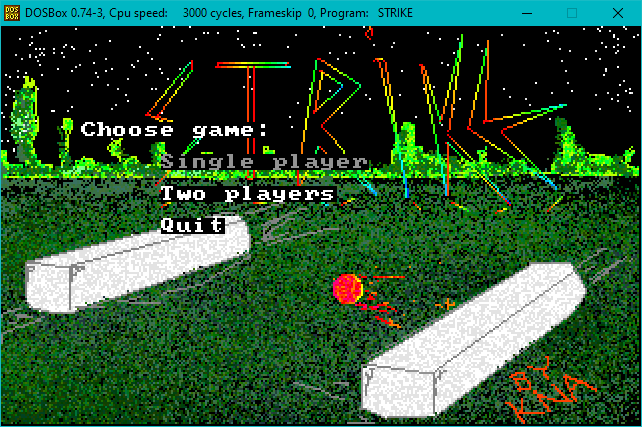 DOSBox 0.74-3, Cpu speed: 3000 cycles, Frameskip 0, Program: STRIKE
STRIKE
Choose game:
Single player
Two players
Quit
BY